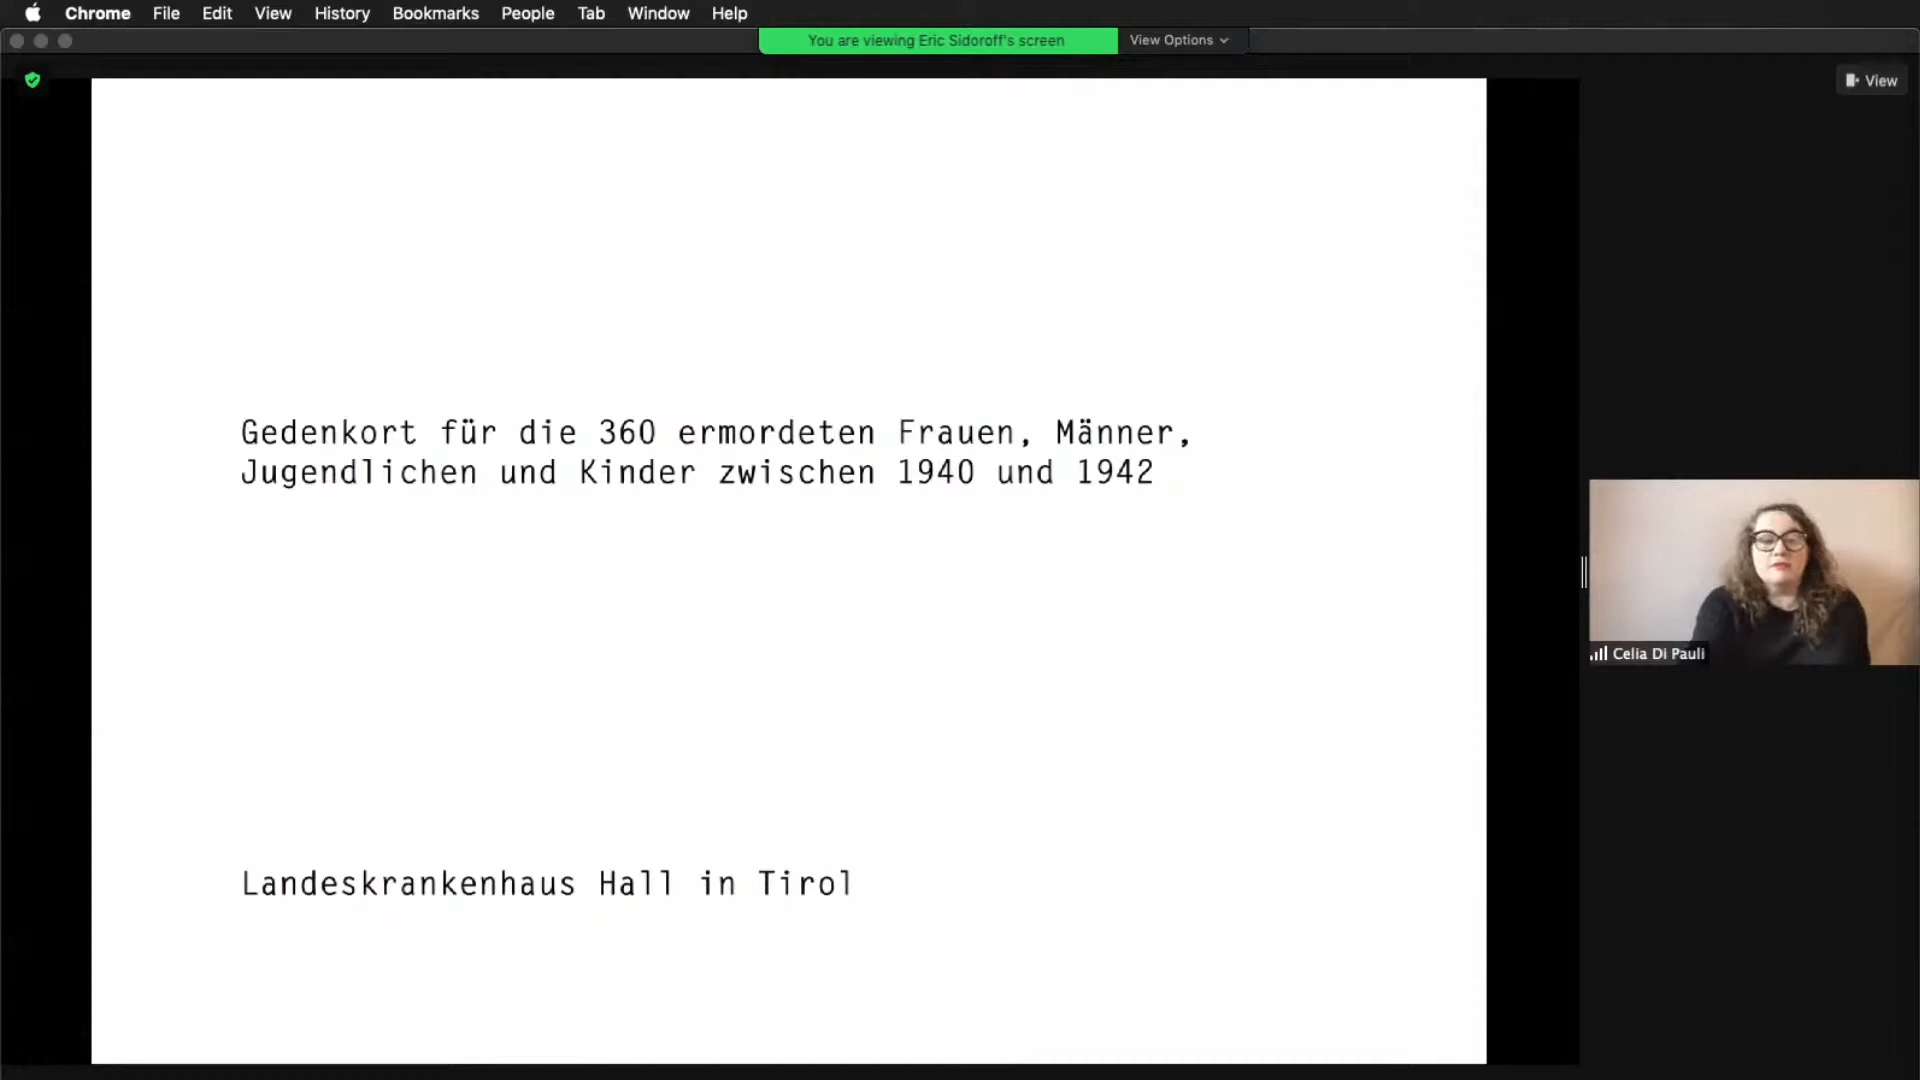 Chrome File Edit View History Bookmarks People Tab Window Help
You are viewing Eric Sidoroff's screen View Options
View
Gedenkort für die 360 ermordeten Frauen, Männer,
Jugendlichen und Kinder zwischen 1940 und 1942
Celia Di Pauli
Landeskrankenhaus Hall in Tirol